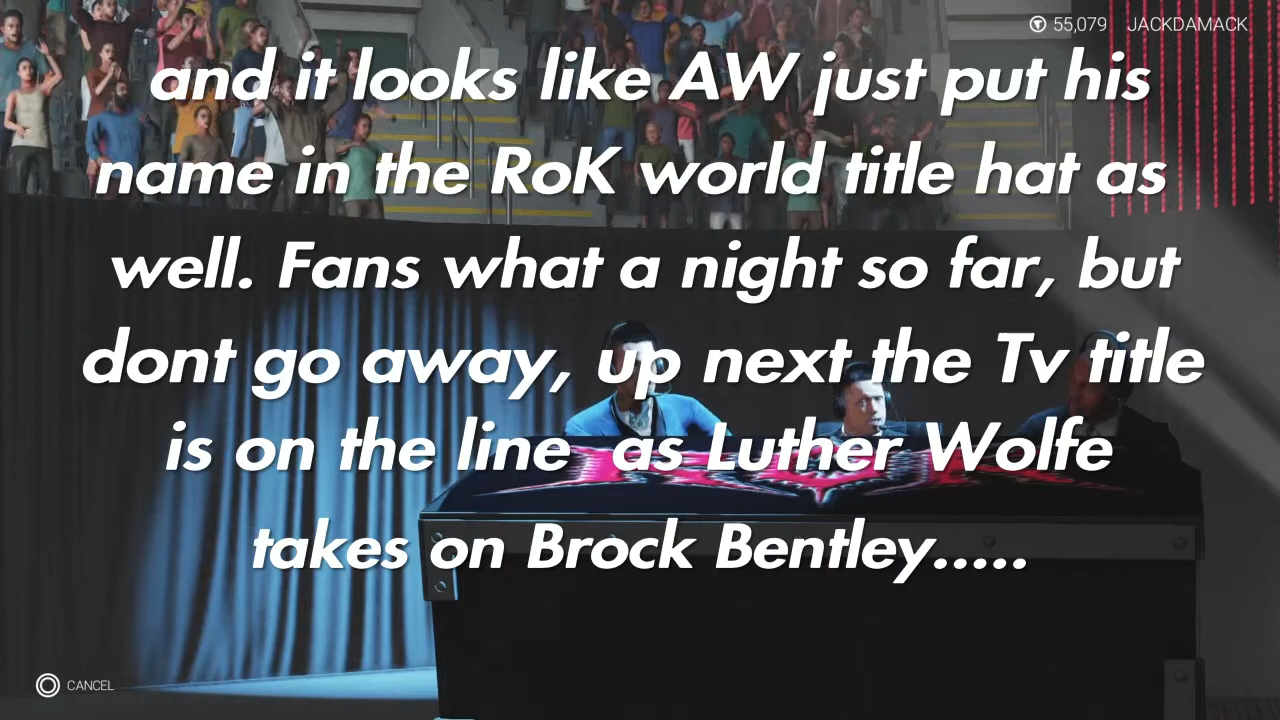 55,079 JACKDAMACK
and it looks like AW just put his
name in the RoK world title hat as
well. Fans what a night so far, but
dont go away, up next the Tv title
is on the line as Luther Wolfe
takes on Brock Bentley.....
CANCEL